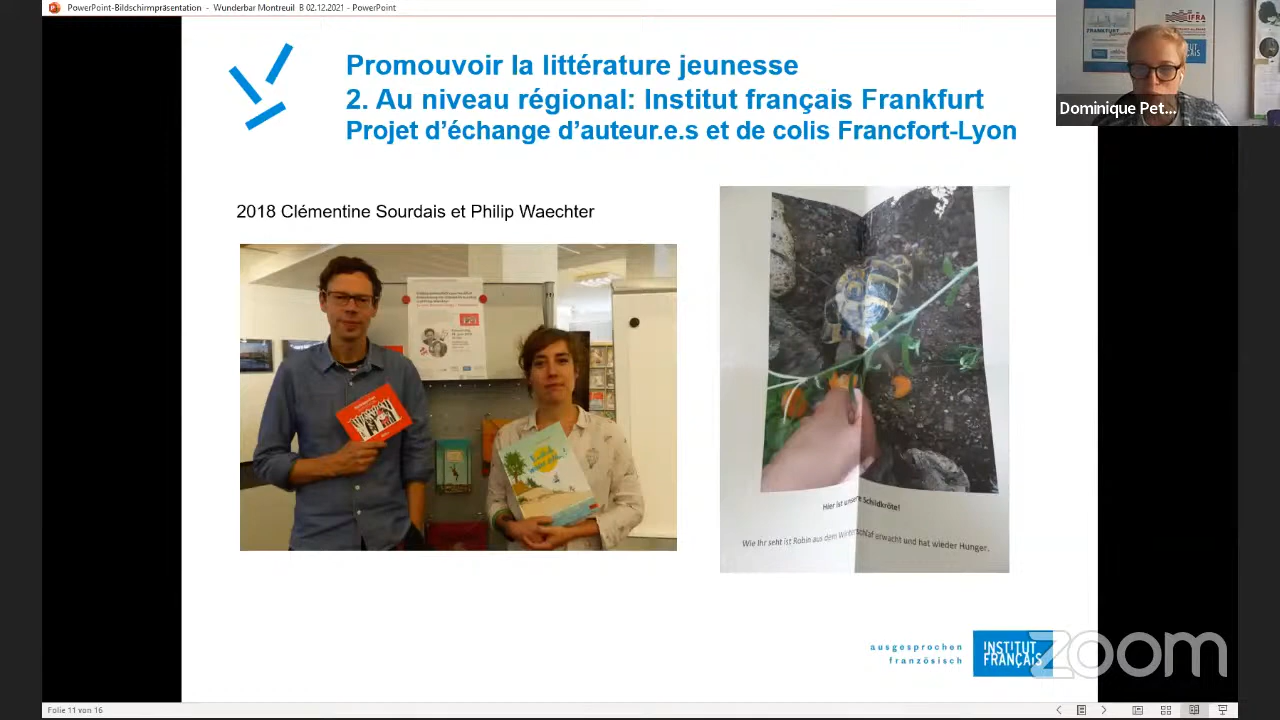 PowerPoint-Bildschirmpräsentation - Wunderbar Montreuil B 02.12.2021 - PowerPoint
Promouvoir la littérature jeunesse
2. Au niveau régional: Institut français Frankfurt
Projet d’échange d’auteur.e.s et de colis Francfort-Lyon
Dominique Pet...
2018 Clémentine Sourdais et Philip Waechter
Hier ist unsere Schildkröte!
Wie Ihr seht ist Robin aus dem Winterschlaf erwacht und hat wieder Hunger.
ausgesprochen
französisch
INSTITUT
FRANÇAIS
zoom
Folie 11 von 16